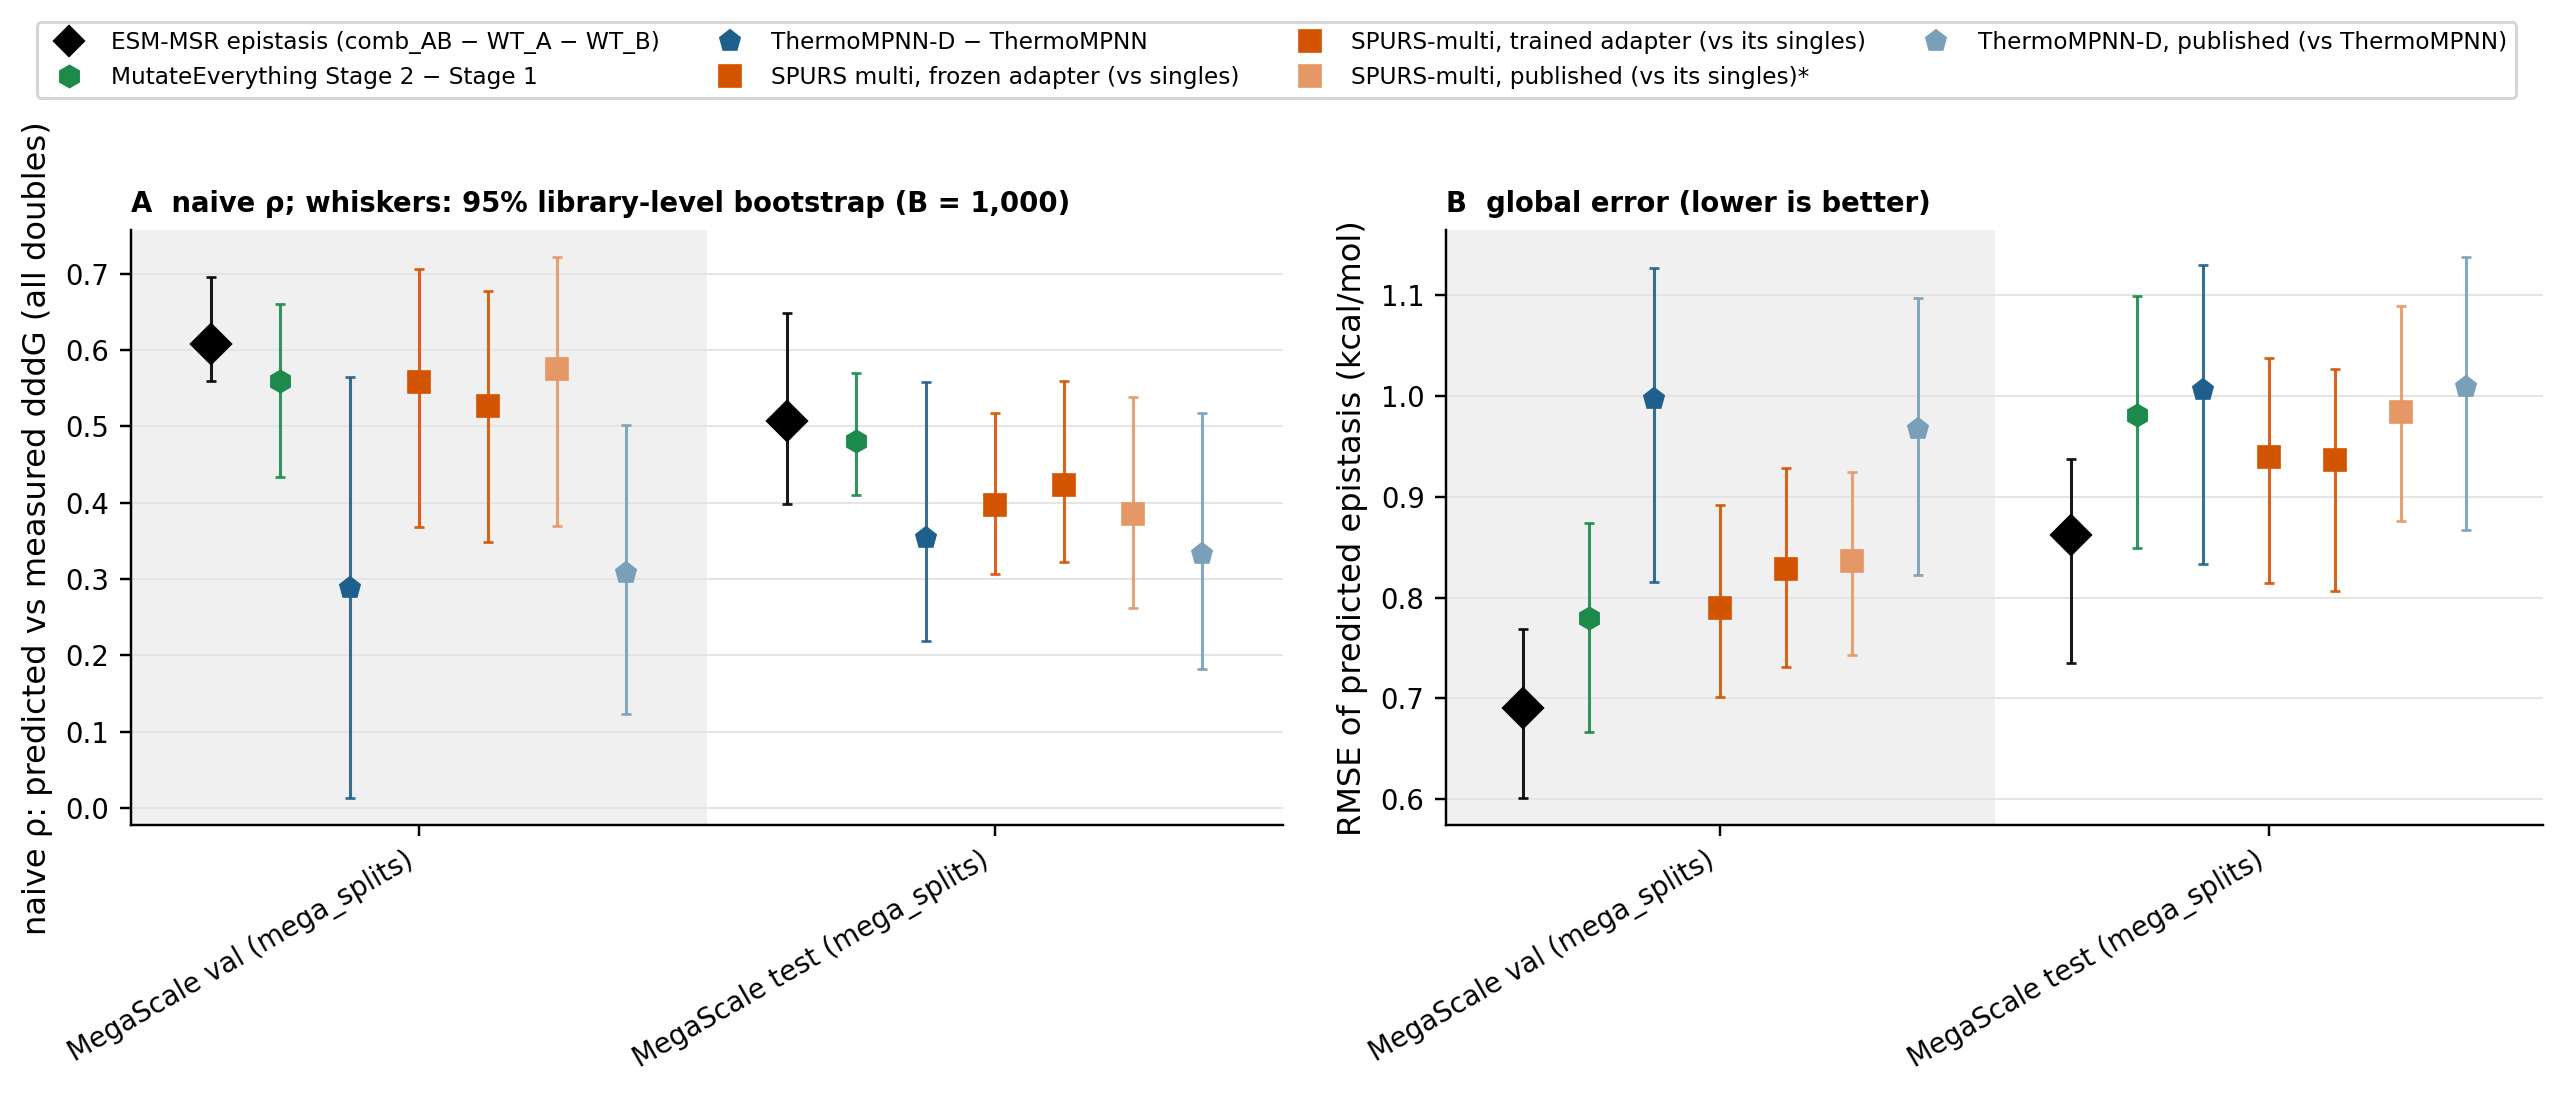 ESM-MSR epistasis (comb_AB − WT_A − WT_B)
MutateEverything Stage 2 − Stage 1
ThermoMPNN-D − ThermoMPNN
SPURS multi, frozen adapter (vs singles)
SPURS-multi, trained adapter (vs its singles)
SPURS-multi, published (vs its singles)*
ThermoMPNN-D, published (vs ThermoMPNN)
A naive ρ; whiskers: 95% library-level bootstrap (B = 1,000)
naive ρ: predicted vs measured dddG (all doubles)
0.7
0.6
0.5
0.4
0.3
0.2
0.1
0.0
MegaScale val (mega_splits)
MegaScale test (mega_splits)
B global error (lower is better)
RMSE of predicted epistasis (kcal/mol)
1.1
1.0
0.9
0.8
0.7
0.6
MegaScale val (mega_splits)
MegaScale test (mega_splits)